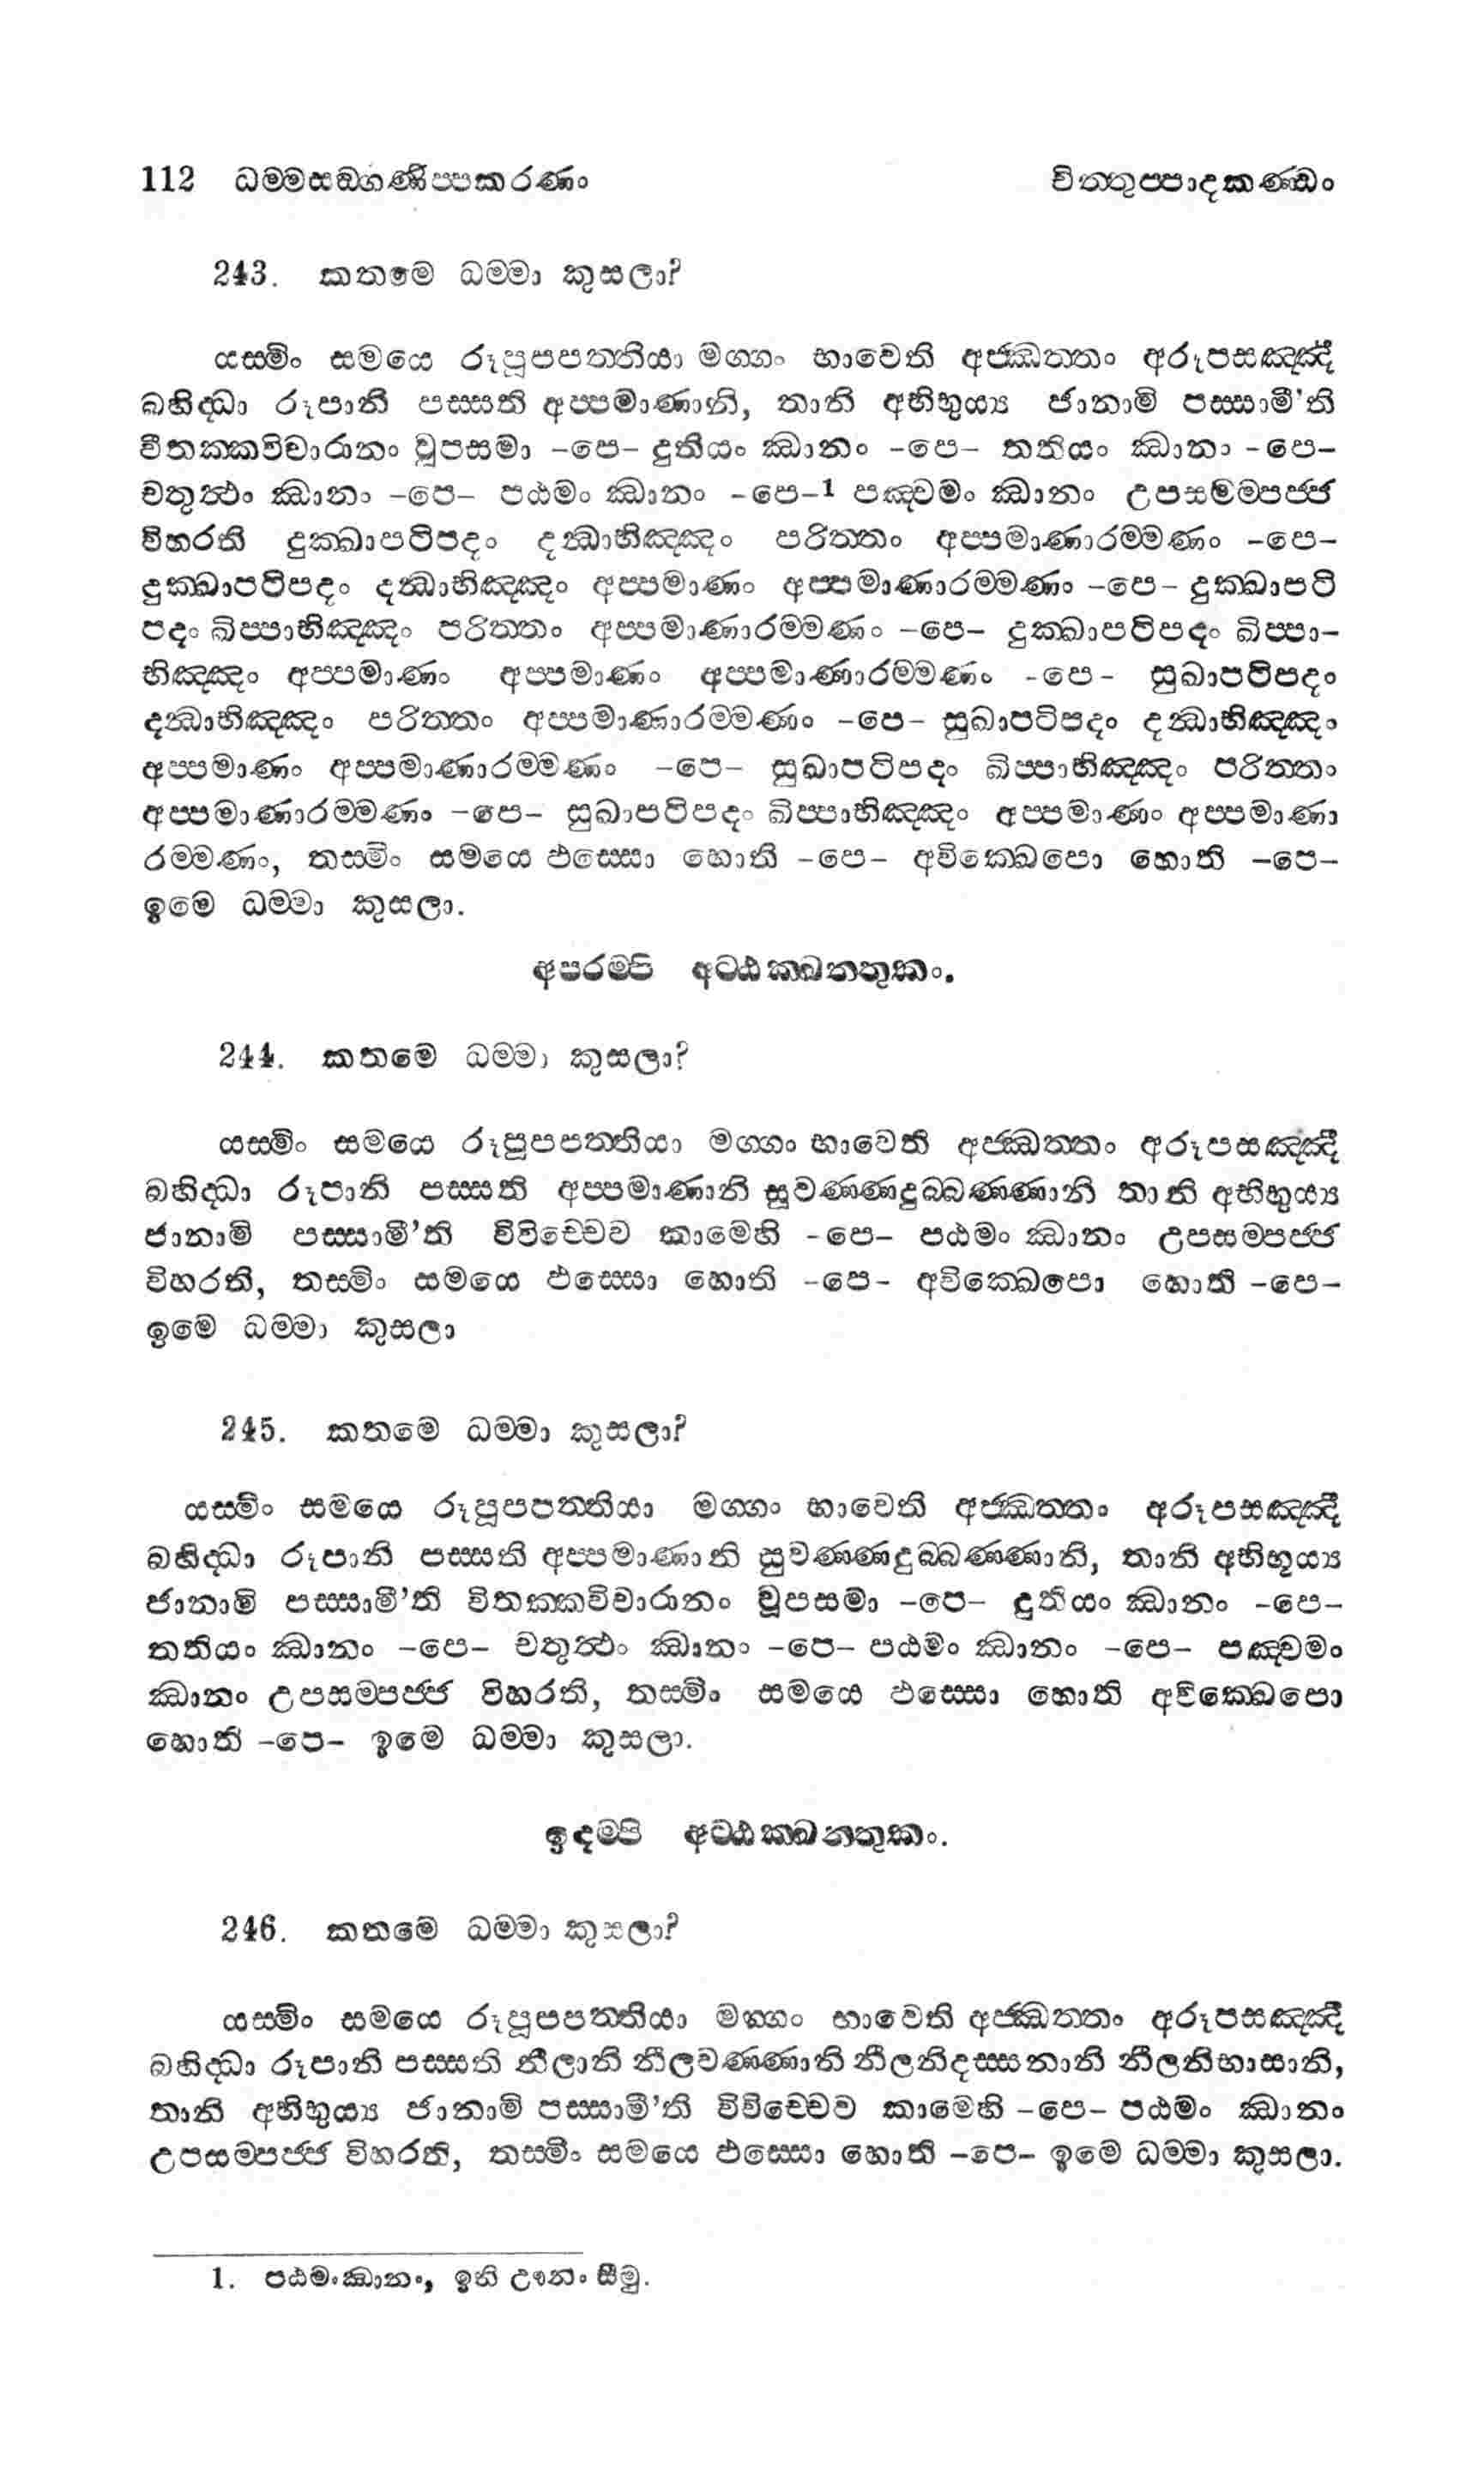 112 ධම්මසඞ්ගණිප්පකරණං චිත්තුප්පාදකණ්ඩං
243. කතමෙ ධම්මා කුසලා?
යස්මිං සමයෙ රූපූපපත්තියා මග්ගං භාවෙති අජ්ඣත්තං අරූපසඤ්ඤී
බහිද්ධා රූපානි පස්සති අප්පමාණානි, තානි අභිභුය්‍ය ජානාමි පස්සාමී'ති
වීතක්කවිචාරානං වූපසමා -පෙ- දුතියං ඣානං -පෙ- තතියං ඣානං -පෙ-
චතුත්‍ථං ඣානං -පෙ- පඨමං ඣානං -පෙ-1 පඤ්චමං ඣානං උපසම්පජ්ජ
විහරති දුක්ඛාපටිපදං දන්‍ධාභිඤ්ඤං පරිත්තං අප්පමාණාරම්මණං -පෙ-
දුක්ඛාපටිපදං දන්‍ධාභිඤ්ඤං අප්පමාණං අප්පමාණාරම්මණං -පෙ- දුක්ඛාපටි
පදං ඛිප්පාභිඤ්ඤං පරිත්තං අප්පමාණාරම්මණං -පෙ- දුක්ඛාපටිපදං ඛිප්පා-
භිඤ්ඤං අප්පමාණං අප්පමාණං අප්පමාණාරම්මණං -පෙ- සුඛාපටිපදං
දන්‍ධාභිඤ්ඤං පරිත්තං අප්පමාණාරම්මණං -පෙ- සුඛාපටිපදං දන්‍ධාභිඤ්ඤං
අප්පමාණං අප්පමාණාරම්මණං -පෙ- සුඛාපටිපදං ඛිප්පාභිඤ්ඤං පරිත්තං
අප්පමාණාරම්මණං -පෙ- සුඛාපටිපදං ඛිප්පාභිඤ්ඤං අප්පමාණං අප්පමාණා
රම්මණං, තස්මිං සමයෙ ඵස්සො හොති -පෙ- අවික්ඛෙපො හොති -පෙ-
ඉමෙ ධම්මා කුසලා.
අපරම්පි අට්ඨක්ඛත්තුකං.
244. කතමෙ ධම්මා කුසලා?
යස්මිං සමයෙ රූපූපපත්තියා මග්ගං භාවෙති අජ්ඣත්තං අරූපසඤ්ඤී
බහිද්ධා රූපානි පස්සති අප්පමාණානි සුවණ්ණදුබ්බණ්ණානි තානි අභිභුය්‍ය
ජානාමි පස්සාමී'ති විවිච්චෙව කාමෙහි -පෙ- පඨමං ඣානං උපසම්පජ්ජ
විහරති, තස්මිං සමයෙ ඵස්සො හොති -පෙ- අවික්ඛෙපො හොති -පෙ-
ඉමෙ ධම්මා කුසලා
245. කතමෙ ධම්මා කුසලා?
යස්මිං සමයෙ රූපූපපත්තියා මග්ගං භාවෙති අජ්ඣත්තං අරූපසඤ්ඤී
බහිද්ධා රූපානි පස්සති අප්පමාණානි සුවණ්ණදුබ්බණ්ණානි, තානි අභිභූය්‍ය
ජානාමි පස්සාමී'ති විතක්කවිචාරානං වූපසමා -පෙ- දුතියං ඣානං -පෙ-
තතියං ඣානං -පෙ- චතුත්‍ථං ඣානං -පෙ- පඨමං ඣානං -පෙ- පඤ්චමං
ඣානං උපසම්පජ්ජ විහරති, තස්මිං සමයෙ ඵස්සො හොති අවික්ඛෙපො
හොති -පෙ- ඉමෙ ධම්මා කුසලා.
ඉදම්පි අට්ඨක්ඛත්තුකං.
246. කතමෙ ධම්මා කුසලා?
යස්මිං සමයෙ රූපූපපත්තියා මග්ගං භාවෙති අජ්ඣත්තං අරූපසඤ්ඤී
බහිද්ධා රූපානි පස්සති නීලානි නීලවණ්ණානි නීලනිදස්සනානි නීලනිභාසානි,
තානි අභිභුය්‍ය ජානාමි පස්සාමී'ති විවිච්චෙව කාමෙහි -පෙ- පඨමං ඣානං
උපසම්පජ්ජ විහරති, තස්මිං සමයෙ ඵස්සො හොති -පෙ- ඉමෙ ධම්මා කුසලා.
1. පඨමංඣානං, ඉති ඌනං සීමු.